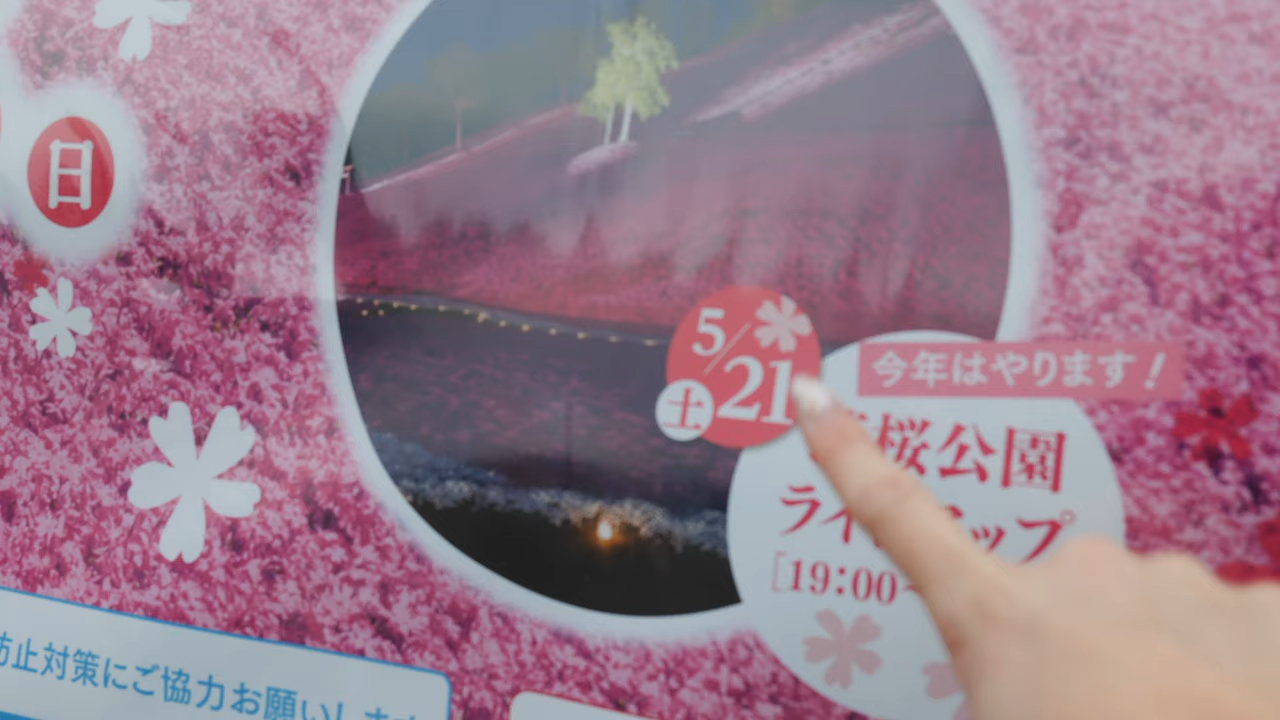 日
5/21
土
今年はやります!
桜公園
ライ
ップ
[19:00~
止対策にご協力お願いします